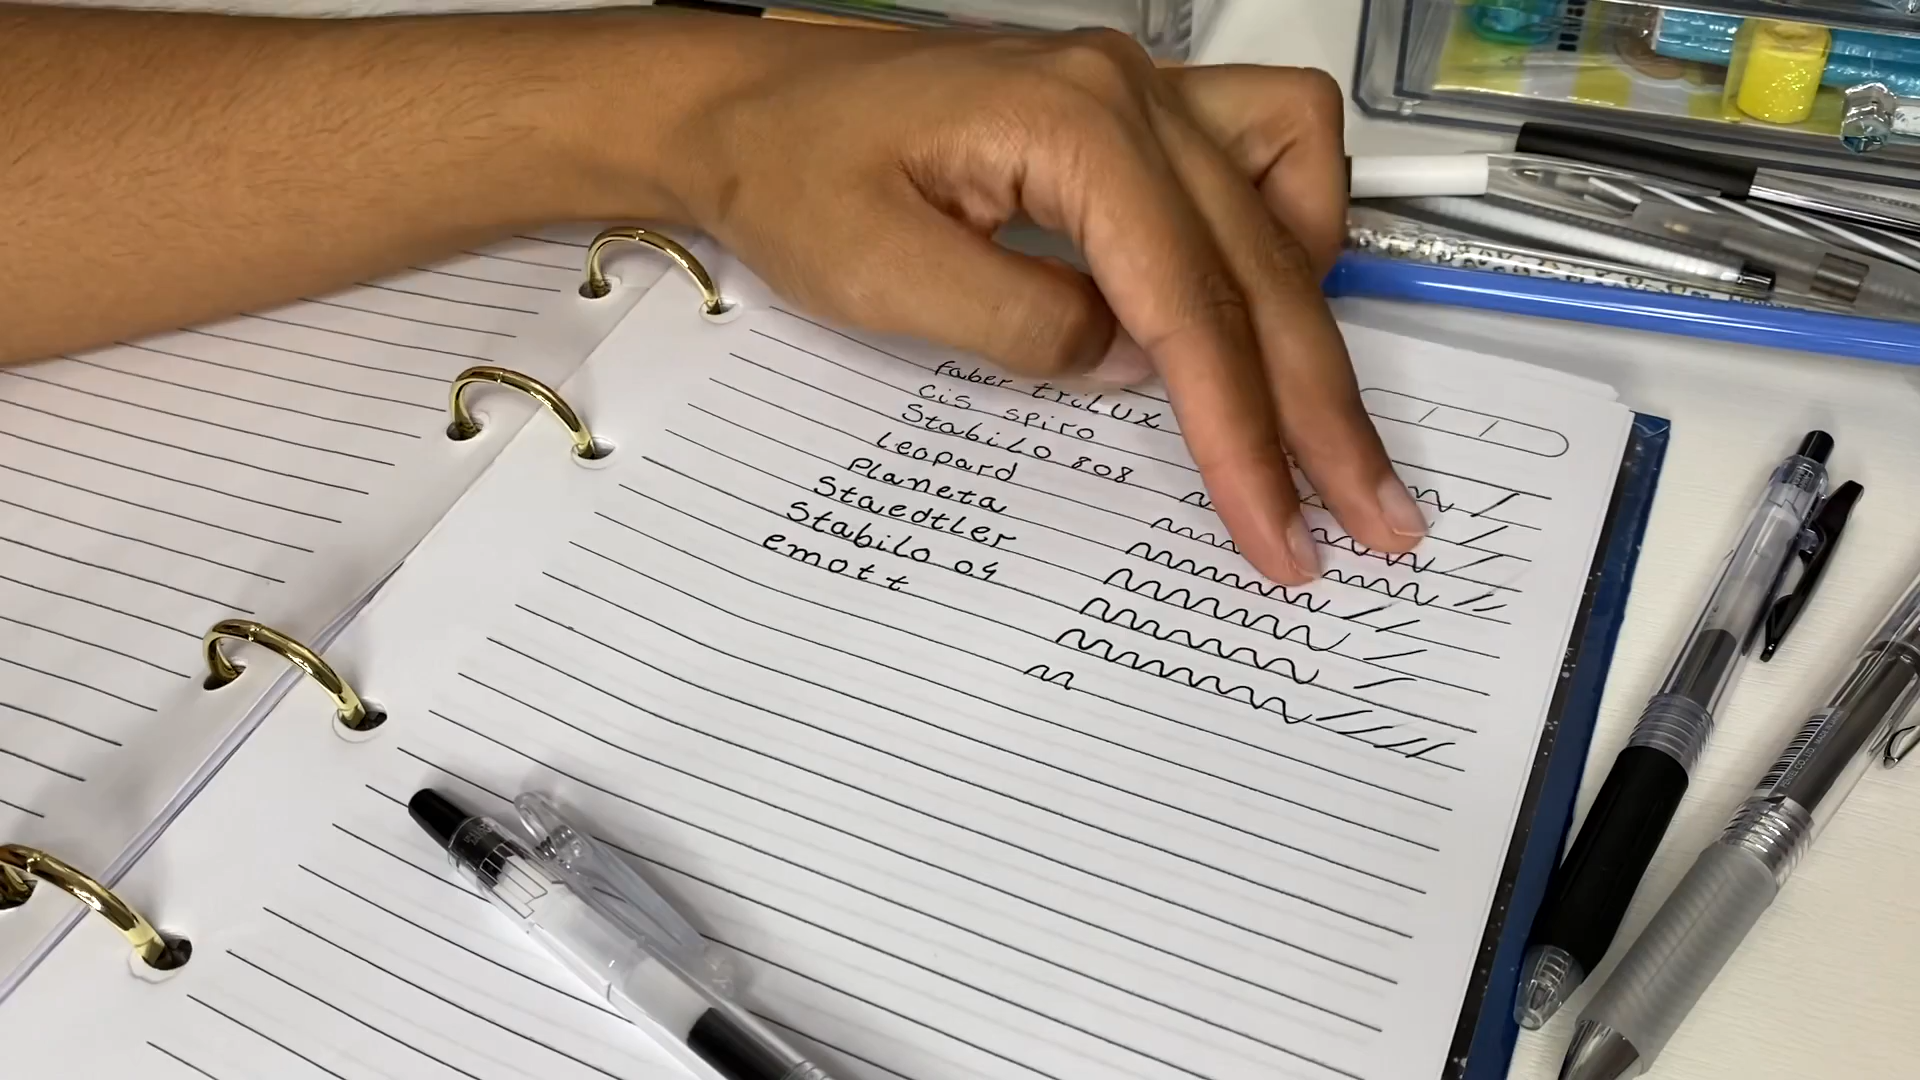 faber trilux
Cis spiro
Stabilo 808
Leopard
Planeta
Staedtler
Stabilo 04
emott